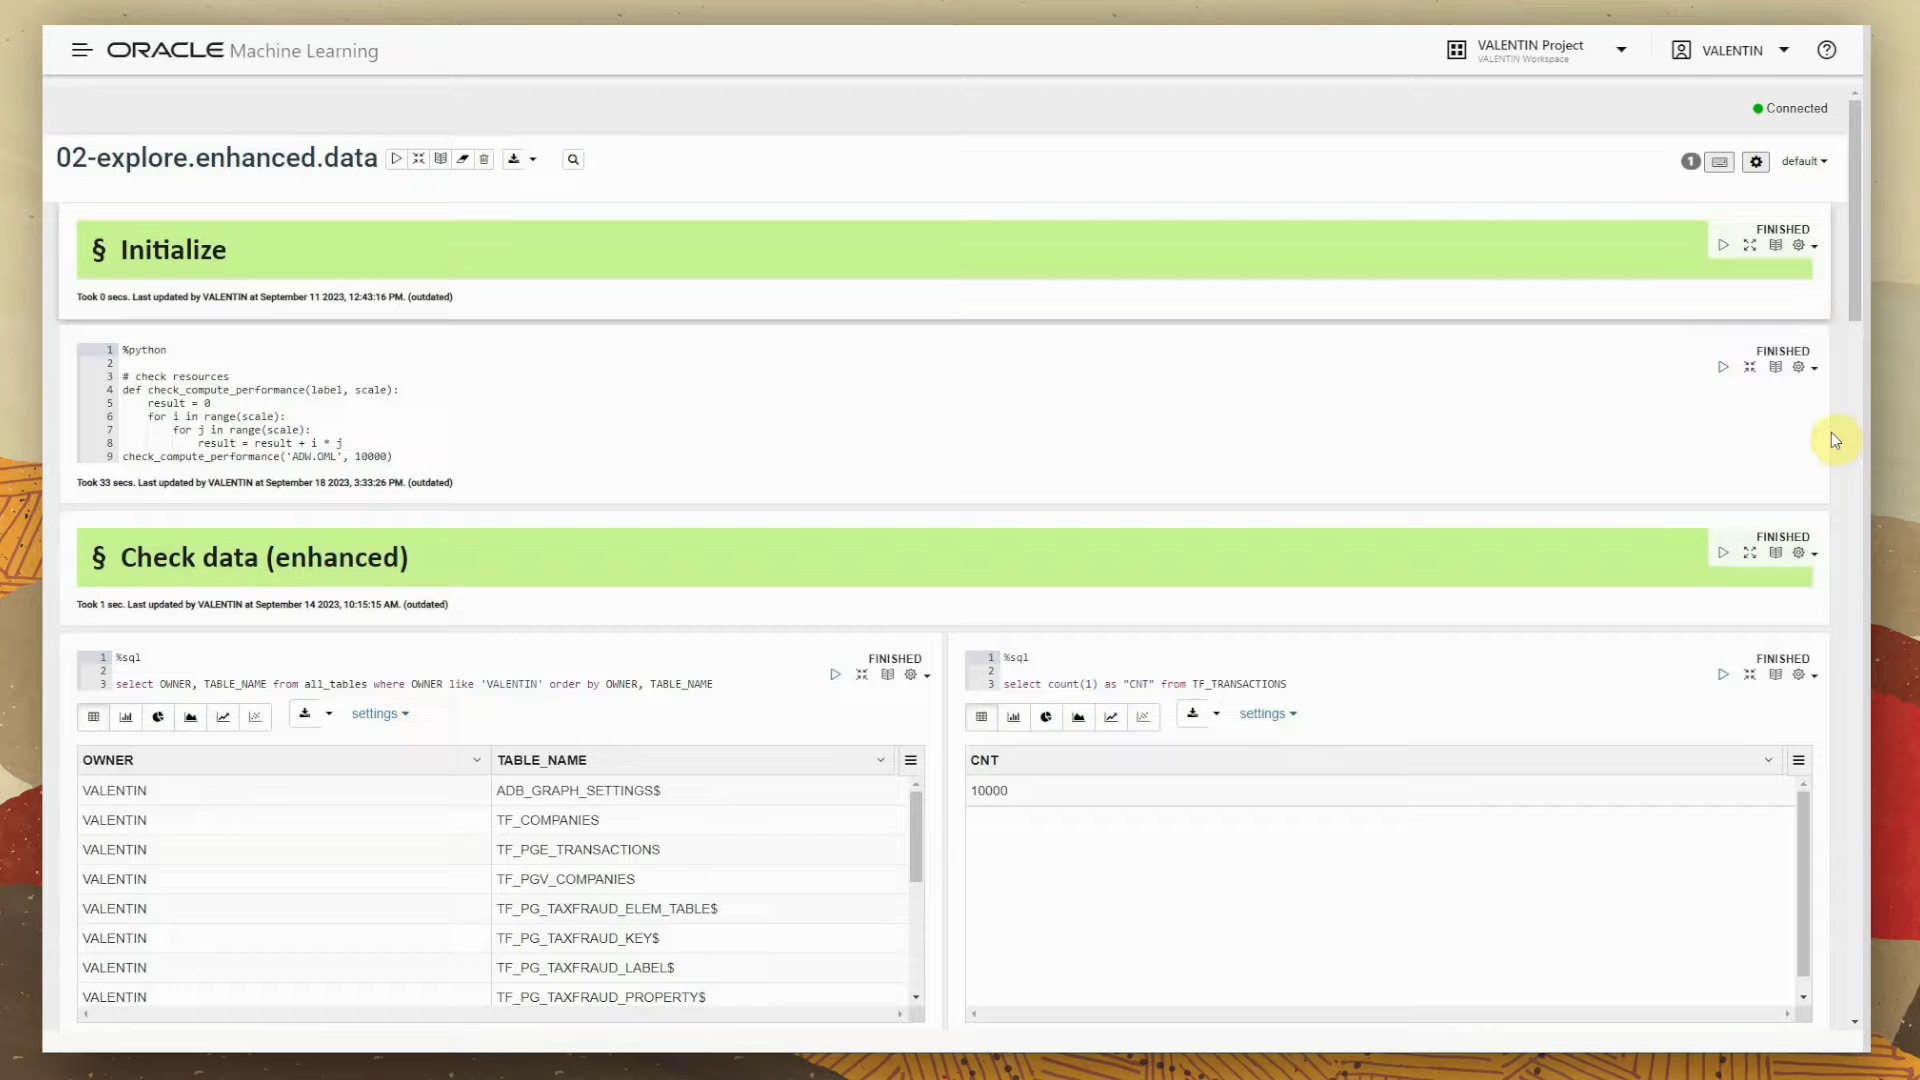 ORACLE Machine Learning
VALENTIN Project
VALENTIN Workspace
VALENTIN
Connected
02-explore.enhanced.data
1
default
§ Initialize
FINISHED
Took 0 secs. Last updated by VALENTIN at September 11 2023, 12:43:16 PM. (outdated)
FINISHED
1 %python
2
3 # check resources
4 def check_compute_performance(label, scale):
5 result = 0
6 for i in range(scale):
7 for j in range(scale):
8 result = result + i * j
9 check_compute_performance('ADW.OML', 10000)
Took 33 secs. Last updated by VALENTIN at September 18 2023, 3:33:26 PM. (outdated)
§ Check data (enhanced)
FINISHED
Took 1 sec. Last updated by VALENTIN at September 14 2023, 10:15:15 AM. (outdated)
FINISHED
1 %sql
2
3 select OWNER, TABLE_NAME from all_tables where OWNER like 'VALENTIN' order by OWNER, TABLE_NAME
settings
OWNER TABLE_NAME
VALENTIN ADB_GRAPH_SETTINGS$
VALENTIN TF_COMPANIES
VALENTIN TF_PGE_TRANSACTIONS
VALENTIN TF_PGV_COMPANIES
VALENTIN TF_PG_TAXFRAUD_ELEM_TABLE$
VALENTIN TF_PG_TAXFRAUD_KEY$
VALENTIN TF_PG_TAXFRAUD_LABEL$
VALENTIN TF_PG_TAXFRAUD_PROPERTY$
FINISHED
1 %sql
2
3 select count(1) as "CNT" from TF_TRANSACTIONS
settings
CNT
10000